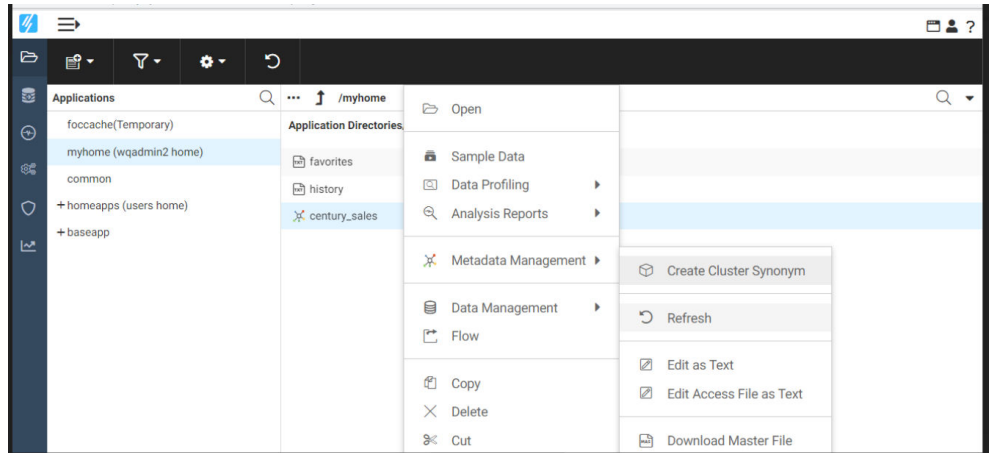 ?
Applications
foccache(Temporary)
myhome (wqadmin2 home)
common
+ homeapps (users home)
+ baseapp
••• /myhome
Application Directories,
favorites
history
century_sales
Open
Sample Data
Data Profiling
Analysis Reports
Metadata Management
Data Management
Flow
Copy
Delete
Cut
Create Cluster Synonym
Refresh
Edit as Text
Edit Access File as Text
Download Master File